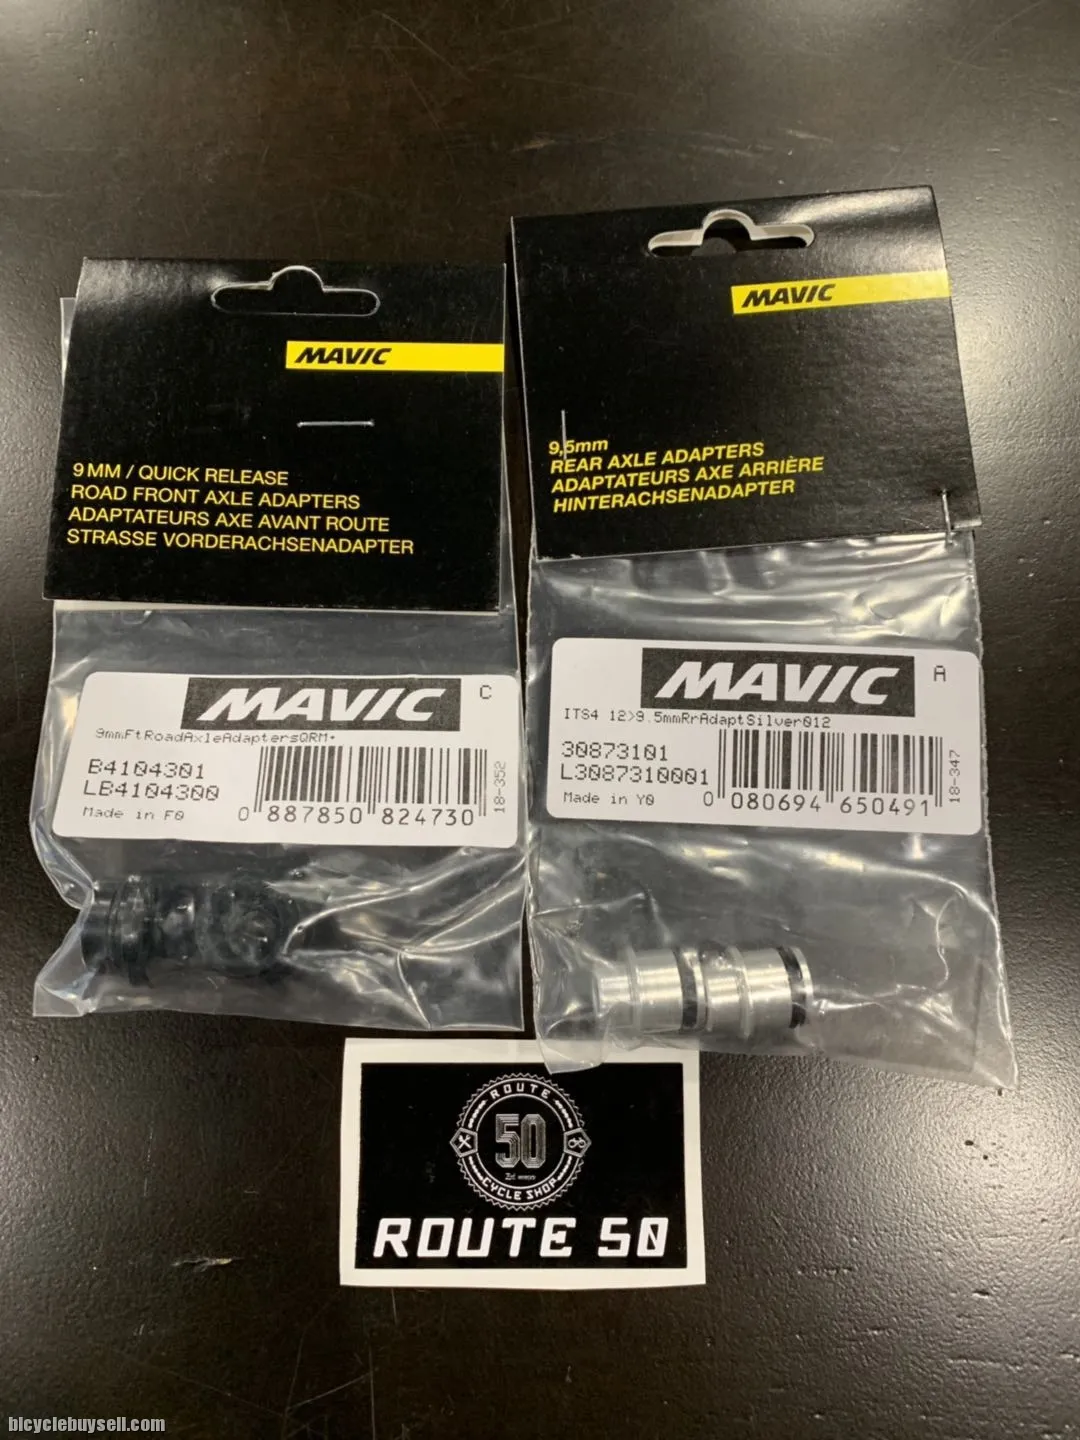 MAVIC
9 MM / QUICK RELEASE
ROAD FRONT AXLE ADAPTERS
ADAPTATEURS AXE AVANT ROUTE
STRASSE VORDERACHSENADAPTER
MAVIC
C
9mmFtRoadAxleAdaptersQRM+
B4104301
LB4104300
Made in F0
0 887850 824730
18-352
MAVIC
9,5mm
REAR AXLE ADAPTERS
ADAPTATEURS AXE ARRIÈRE
HINTERACHSENADAPTER
MAVIC
A
ITS4 12>9.5mmRrAdaptSilver012
30873101
L3087310001
Made in Y0
0 080694 650491
18-347
ROUTE
50
CYCLE SHOP
ROUTE 50
bicyclebuysell.com